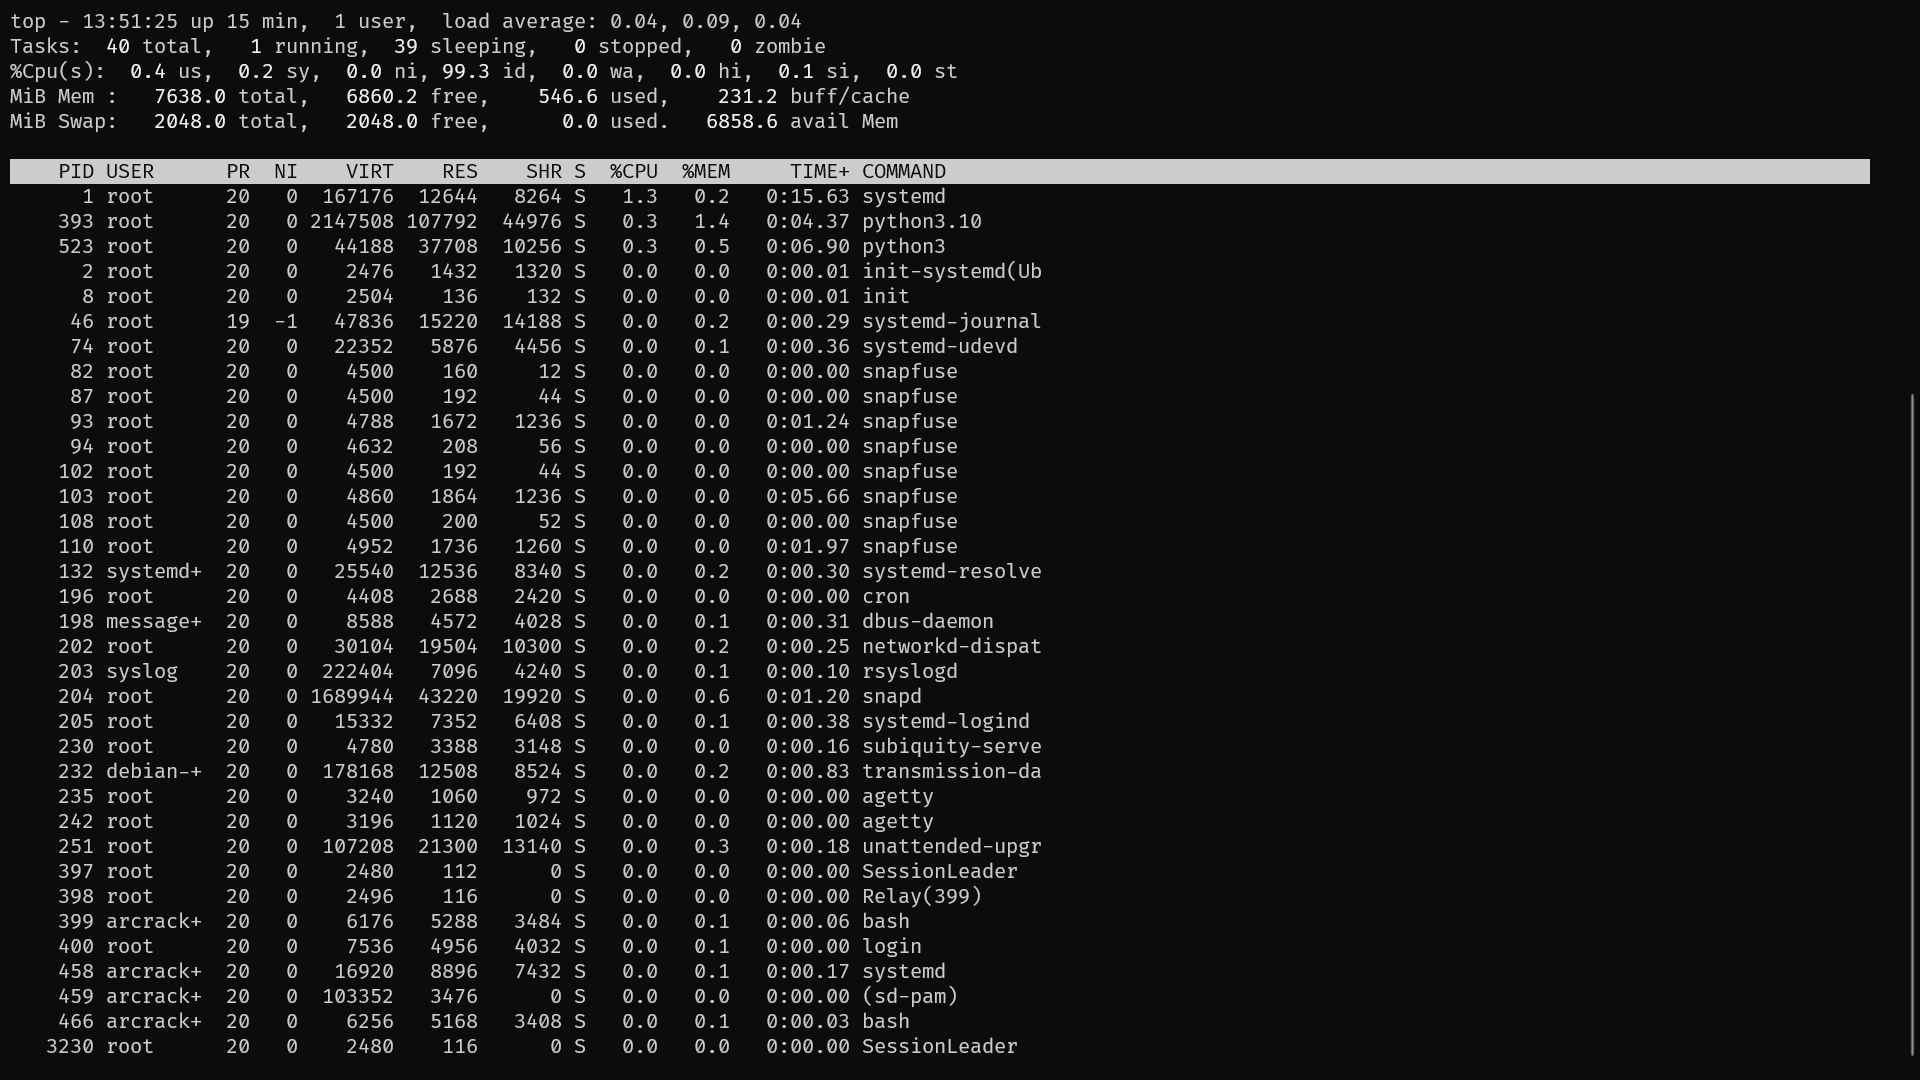 top - 13:51:25 up 15 min,  1 user,  load average: 0.04, 0.09, 0.04
Tasks:  40 total,   1 running,  39 sleeping,   0 stopped,   0 zombie
%Cpu(s):  0.4 us,  0.2 sy,  0.0 ni, 99.3 id,  0.0 wa,  0.0 hi,  0.1 si,  0.0 st
MiB Mem :   7638.0 total,   6860.2 free,    546.6 used,    231.2 buff/cache
MiB Swap:   2048.0 total,   2048.0 free,      0.0 used.   6858.6 avail Mem
PID USER      PR  NI    VIRT    RES    SHR S  %CPU  %MEM     TIME+ COMMAND
1 root      20   0  167176  12644   8264 S   1.3   0.2   0:15.63 systemd
393 root      20   0 2147508 107792  44976 S   0.3   1.4   0:04.37 python3.10
523 root      20   0   44188  37708  10256 S   0.3   0.5   0:06.90 python3
2 root      20   0    2476   1432   1320 S   0.0   0.0   0:00.01 init-systemd(Ub
8 root      20   0    2504    136    132 S   0.0   0.0   0:00.01 init
46 root      19  -1   47836  15220  14188 S   0.0   0.2   0:00.29 systemd-journal
74 root      20   0   22352   5876   4456 S   0.0   0.1   0:00.36 systemd-udevd
82 root      20   0    4500    160     12 S   0.0   0.0   0:00.00 snapfuse
87 root      20   0    4500    192     44 S   0.0   0.0   0:00.00 snapfuse
93 root      20   0    4788   1672   1236 S   0.0   0.0   0:01.24 snapfuse
94 root      20   0    4632    208     56 S   0.0   0.0   0:00.00 snapfuse
102 root      20   0    4500    192     44 S   0.0   0.0   0:00.00 snapfuse
103 root      20   0    4860   1864   1236 S   0.0   0.0   0:05.66 snapfuse
108 root      20   0    4500    200     52 S   0.0   0.0   0:00.00 snapfuse
110 root      20   0    4952   1736   1260 S   0.0   0.0   0:01.97 snapfuse
132 systemd+  20   0   25540  12536   8340 S   0.0   0.2   0:00.30 systemd-resolve
196 root      20   0    4408   2688   2420 S   0.0   0.0   0:00.00 cron
198 message+  20   0    8588   4572   4028 S   0.0   0.1   0:00.31 dbus-daemon
202 root      20   0   30104  19504  10300 S   0.0   0.2   0:00.25 networkd-dispat
203 syslog    20   0  222404   7096   4240 S   0.0   0.1   0:00.10 rsyslogd
204 root      20   0 1689944  43220  19920 S   0.0   0.6   0:01.20 snapd
205 root      20   0   15332   7352   6408 S   0.0   0.1   0:00.38 systemd-logind
230 root      20   0    4780   3388   3148 S   0.0   0.0   0:00.16 subiquity-serve
232 debian-+  20   0  178168  12508   8524 S   0.0   0.2   0:00.83 transmission-da
235 root      20   0    3240   1060    972 S   0.0   0.0   0:00.00 agetty
242 root      20   0    3196   1120   1024 S   0.0   0.0   0:00.00 agetty
251 root      20   0  107208  21300  13140 S   0.0   0.3   0:00.18 unattended-upgr
397 root      20   0    2480    112      0 S   0.0   0.0   0:00.00 SessionLeader
398 root      20   0    2496    116      0 S   0.0   0.0   0:00.00 Relay(399)
399 arcrack+  20   0    6176   5288   3484 S   0.0   0.1   0:00.06 bash
400 root      20   0    7536   4956   4032 S   0.0   0.1   0:00.00 login
458 arcrack+  20   0   16920   8896   7432 S   0.0   0.1   0:00.17 systemd
459 arcrack+  20   0  103352   3476      0 S   0.0   0.0   0:00.00 (sd-pam)
466 arcrack+  20   0    6256   5168   3408 S   0.0   0.1   0:00.03 bash
3230 root      20   0    2480    116      0 S   0.0   0.0   0:00.00 SessionLeader